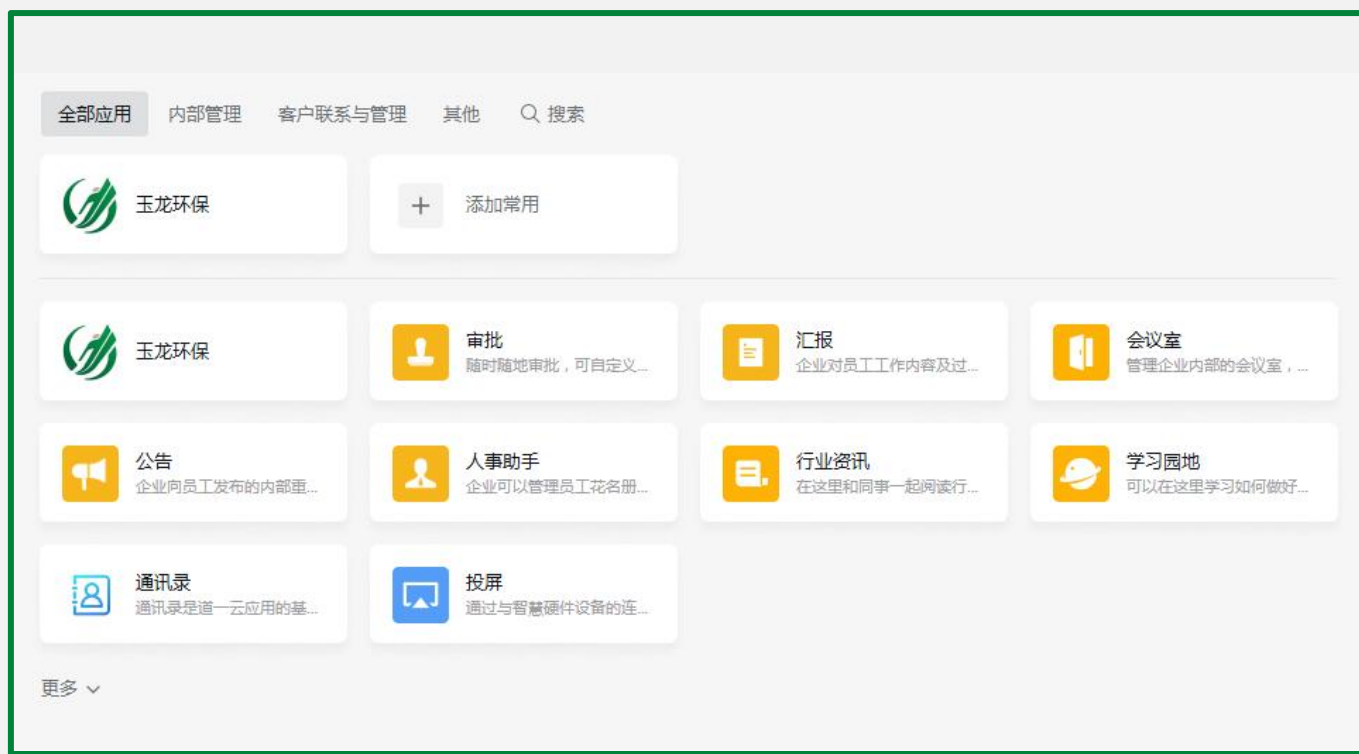 全部应用 内部管理 客户联系与管理 其他 搜索
玉龙环保 添加常用
玉龙环保 审批 汇报 会议室
随时随地审批，可自定义... 企业对员工工作内容及过... 管理企业内部的会议室，...
公告 人事助手 行业资讯 学习园地
企业向员工发布的内部重... 企业可以管理员工花名册... 在这里和同事一起阅读行... 可以在这里学习如何做好...
通讯录 投屏
通讯录是道一云应用的基... 通过与智慧硬件设备的连...
更多